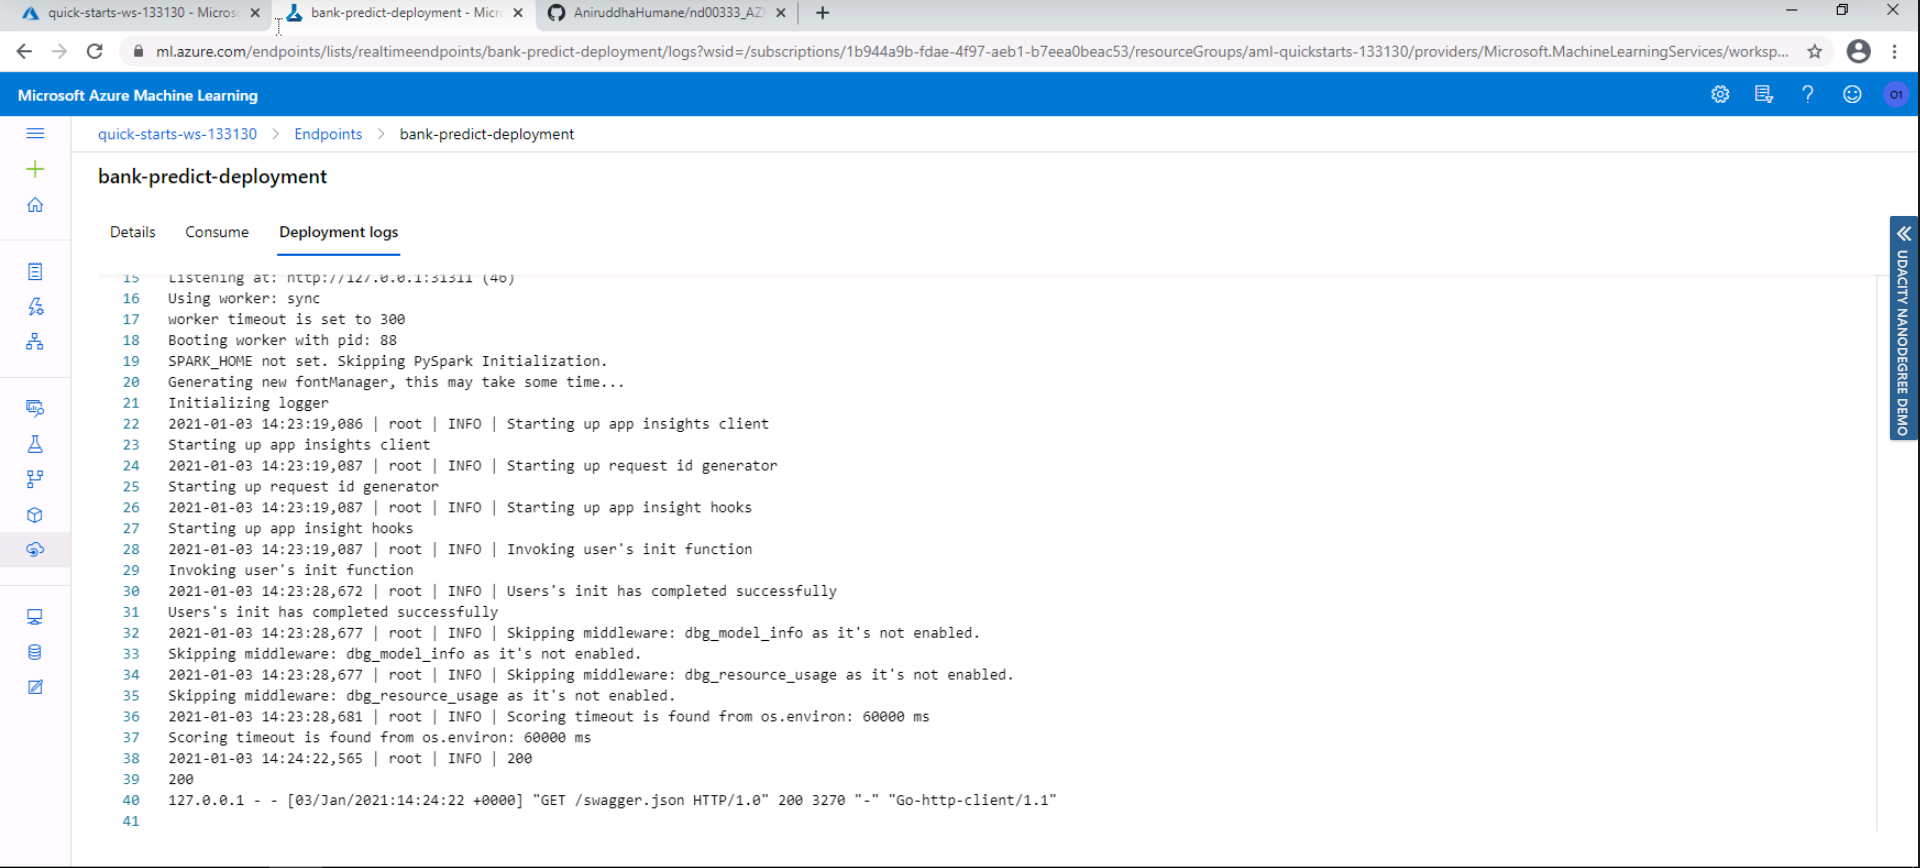 quick-starts-ws-133130 - Micros
bank-predict-deployment - Micr
AniruddhaHumane/nd00333_AZ
ml.azure.com/endpoints/lists/realtimeendpoints/bank-predict-deployment/logs?wsid=/subscriptions/1b944a9b-fdae-4f97-aeb1-b7eea0beac53/resourceGroups/aml-quickstarts-133130/providers/Microsoft.MachineLearningServices/worksp...
Microsoft Azure Machine Learning
O1
quick-starts-ws-133130 > Endpoints > bank-predict-deployment
bank-predict-deployment
Details Consume Deployment logs
UDACITY NANODEGREE DEMO
15 Listening at: http://127.0.0.1:31311 (46)
16 Using worker: sync
17 worker timeout is set to 300
18 Booting worker with pid: 88
19 SPARK_HOME not set. Skipping PySpark Initialization.
20 Generating new fontManager, this may take some time...
21 Initializing logger
22 2021-01-03 14:23:19,086 | root | INFO | Starting up app insights client
23 Starting up app insights client
24 2021-01-03 14:23:19,087 | root | INFO | Starting up request id generator
25 Starting up request id generator
26 2021-01-03 14:23:19,087 | root | INFO | Starting up app insight hooks
27 Starting up app insight hooks
28 2021-01-03 14:23:19,087 | root | INFO | Invoking user's init function
29 Invoking user's init function
30 2021-01-03 14:23:28,672 | root | INFO | Users's init has completed successfully
31 Users's init has completed successfully
32 2021-01-03 14:23:28,677 | root | INFO | Skipping middleware: dbg_model_info as it's not enabled.
33 Skipping middleware: dbg_model_info as it's not enabled.
34 2021-01-03 14:23:28,677 | root | INFO | Skipping middleware: dbg_resource_usage as it's not enabled.
35 Skipping middleware: dbg_resource_usage as it's not enabled.
36 2021-01-03 14:23:28,681 | root | INFO | Scoring timeout is found from os.environ: 60000 ms
37 Scoring timeout is found from os.environ: 60000 ms
38 2021-01-03 14:24:22,565 | root | INFO | 200
39 200
40 127.0.0.1 - - [03/Jan/2021:14:24:22 +0000] "GET /swagger.json HTTP/1.0" 200 3270 "-" "Go-http-client/1.1"
41